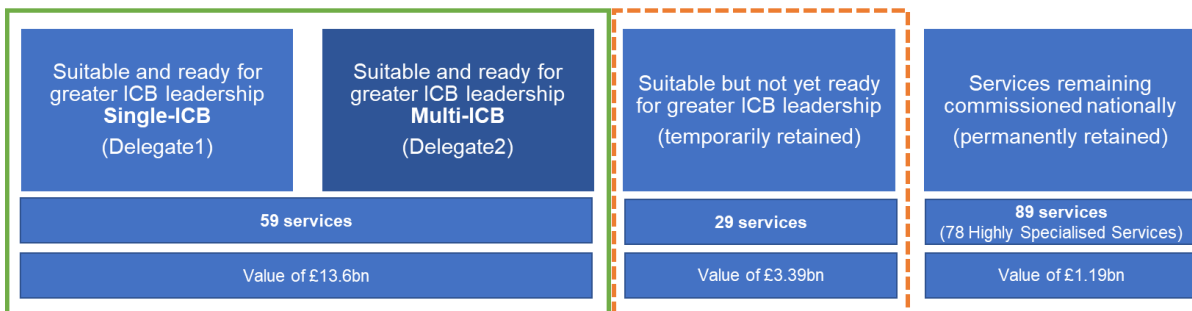 Suitable and ready for
greater ICB leadership
Single-ICB
(Delegate1)
Suitable and ready for
greater ICB leadership
Multi-ICB
(Delegate2)
Suitable but not yet ready
for greater ICB leadership
(temporarily retained)
Services remaining
commissioned nationally
(permanently retained)
59 services
29 services
89 services
(78 Highly Specialised Services)
Value of £13.6bn
Value of £3.39bn
Value of £1.19bn